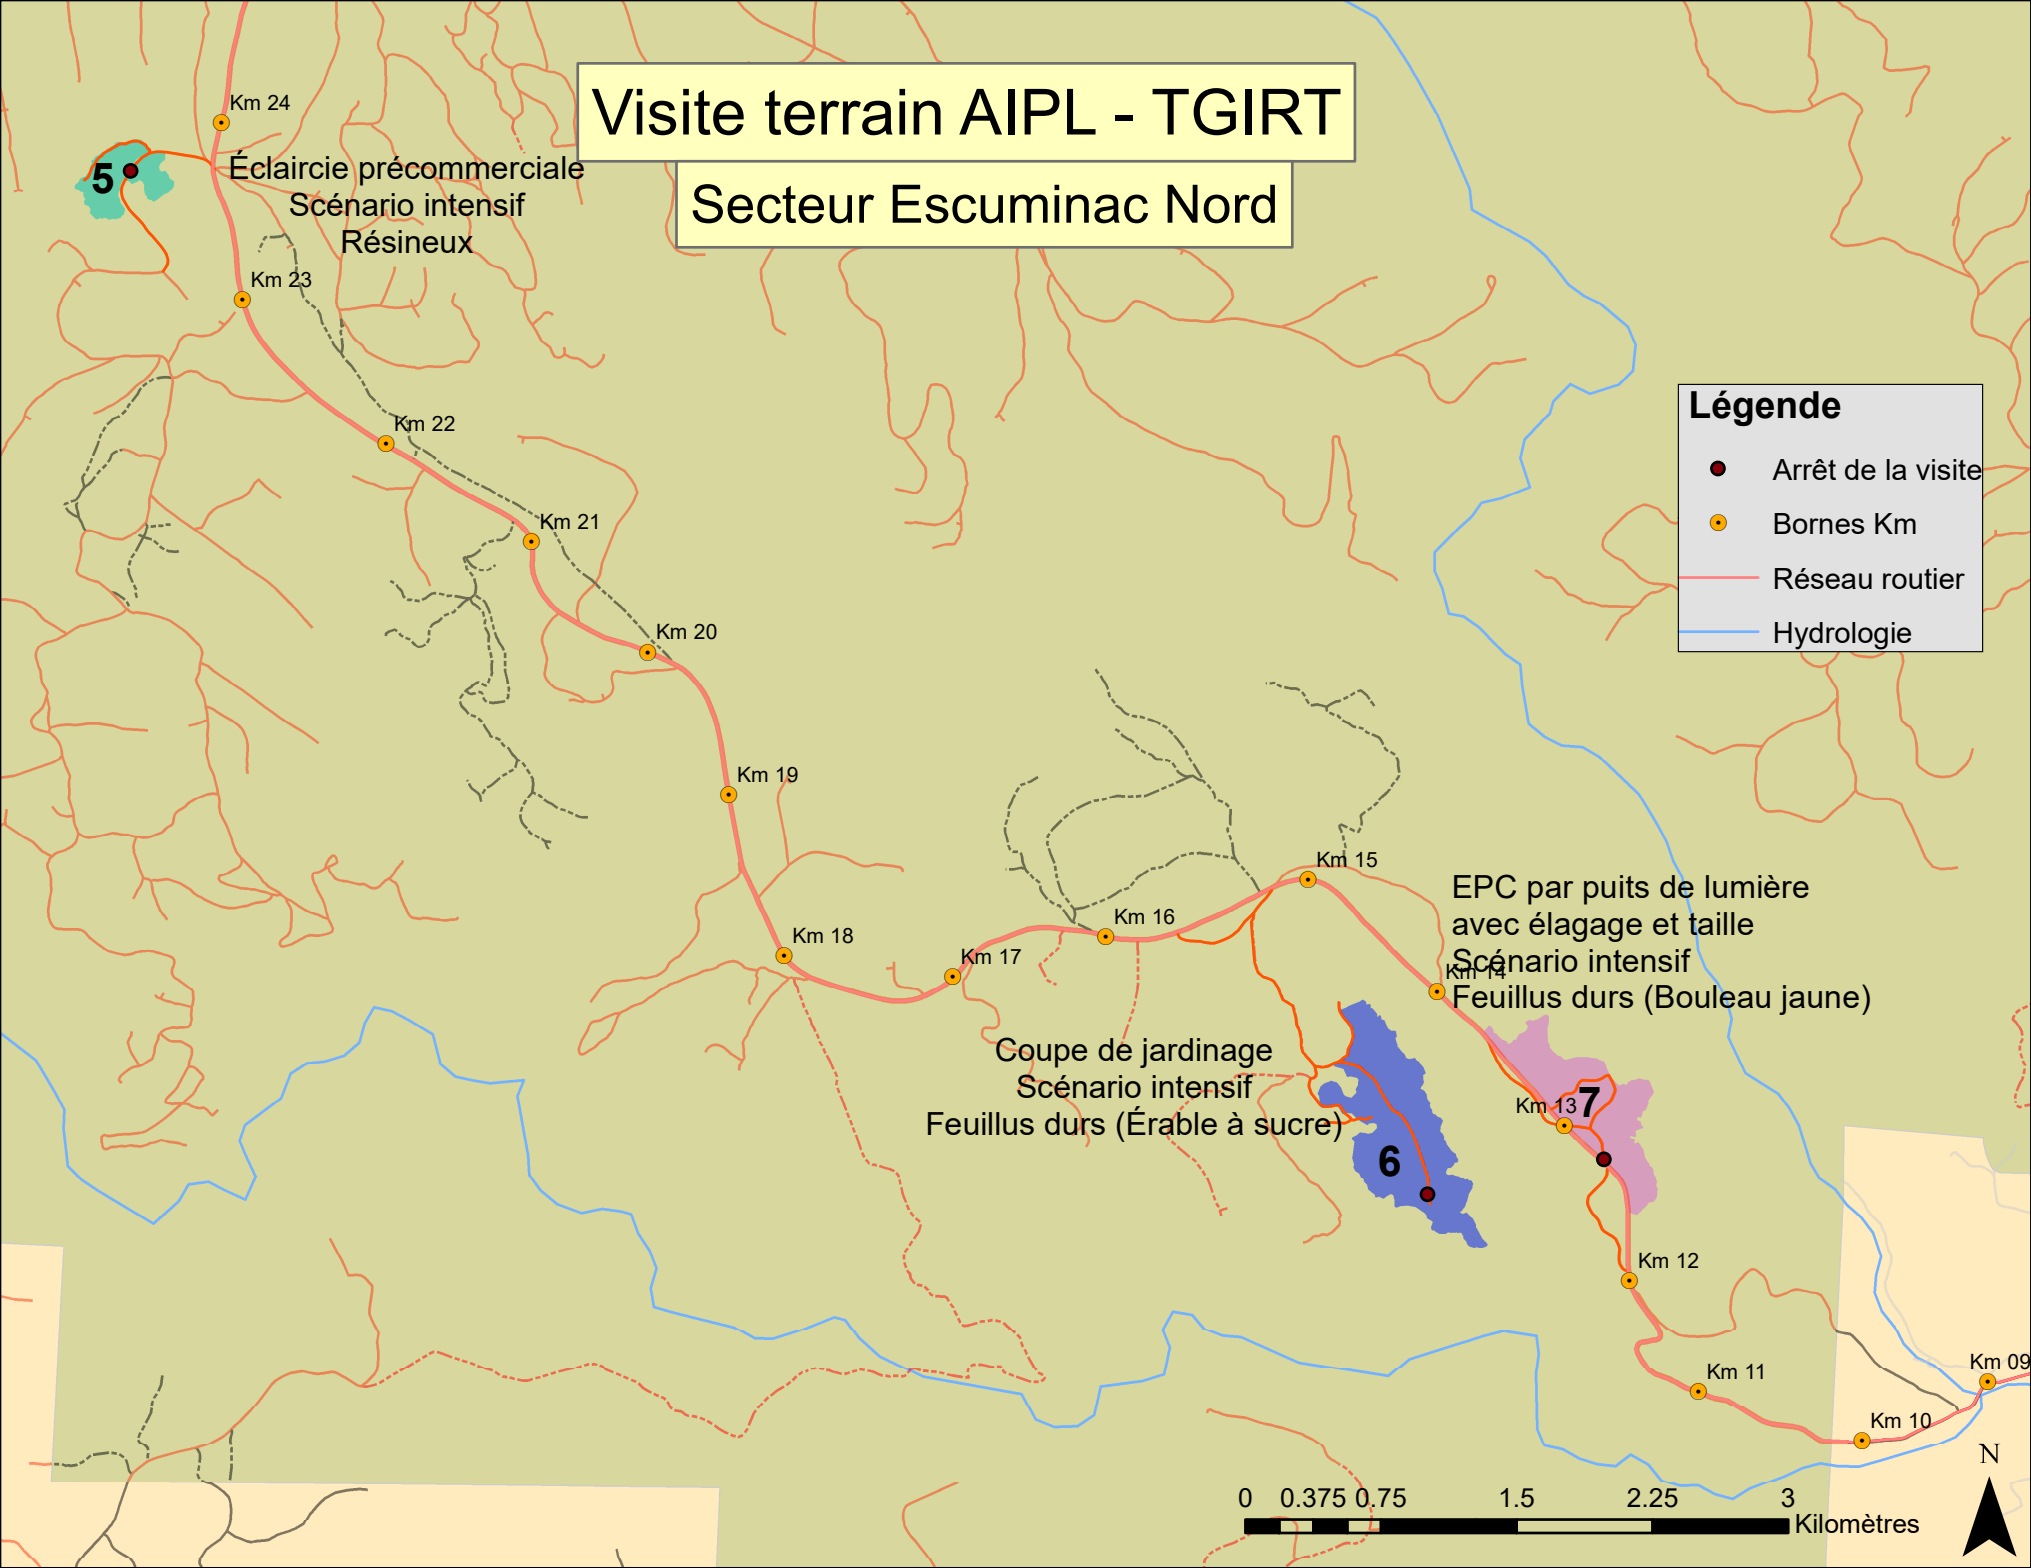 Visite terrain AIPL - TGIRT
Secteur Escuminac Nord
Km 24
5
Éclaircie précommerciale
Scénario intensif
Résineux
Km 23
Km 22
Km 21
Km 20
Km 19
Km 18
Km 17
Km 16
Km 15
Légende
Arrêt de la visite
Bornes Km
Réseau routier
Hydrologie
EPC par puits de lumière
avec élagage et taille
Scénario intensif
Feuillus durs (Bouleau jaune)
Km 14
Coupe de jardinage
Scénario intensif
Feuillus durs (Érable à sucre)
6
Km 13
7
Km 12
Km 11
Km 10
Km 09
N
0 0.375 0.75 1.5 2.25 3
Kilomètres